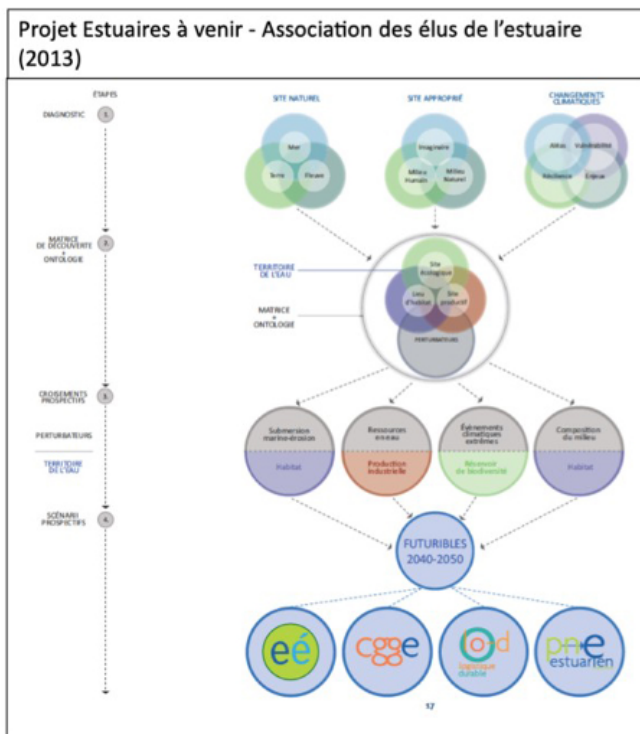 Projet Estuaires à venir - Association des élus de l'estuaire
(2013)
ÉTAPES
DIAGNOSTIC
1.
SITE NATUREL
Mer
Terre
Fleuve
SITE APPROPRIÉ
Imaginaire
Milieu
Humain
Milieu
Naturel
CHANGEMENTS
CLIMATIQUES
Aléas
Vulnérabilité
Résilience
Enjeux
MATRICE
DE DÉCOUVERTE
+
ONTOLOGIE
2.
TERRITOIRE
DE L'EAU
MATRICE
+
ONTOLOGIE
Site
écologique
Lieu
d'habitat
Site
productif
PERTURBATEURS
CROISEMENTS
PROSPECTIFS
3.
PERTURBATEURS
TERRITOIRE
DE L'EAU
Submersion
marine-érosion
Habitat
Ressources
en eau
Production
industrielle
Évènements
climatiques
extrêmes
Réservoir
de biodiversité
Composition
du milieu
Habitat
SCÉNARII
PROSPECTIFS
4.
FUTURIBLES
2040-2050
eé
cgge
lo-d
logistique
durable
pn-e
estuarien
17